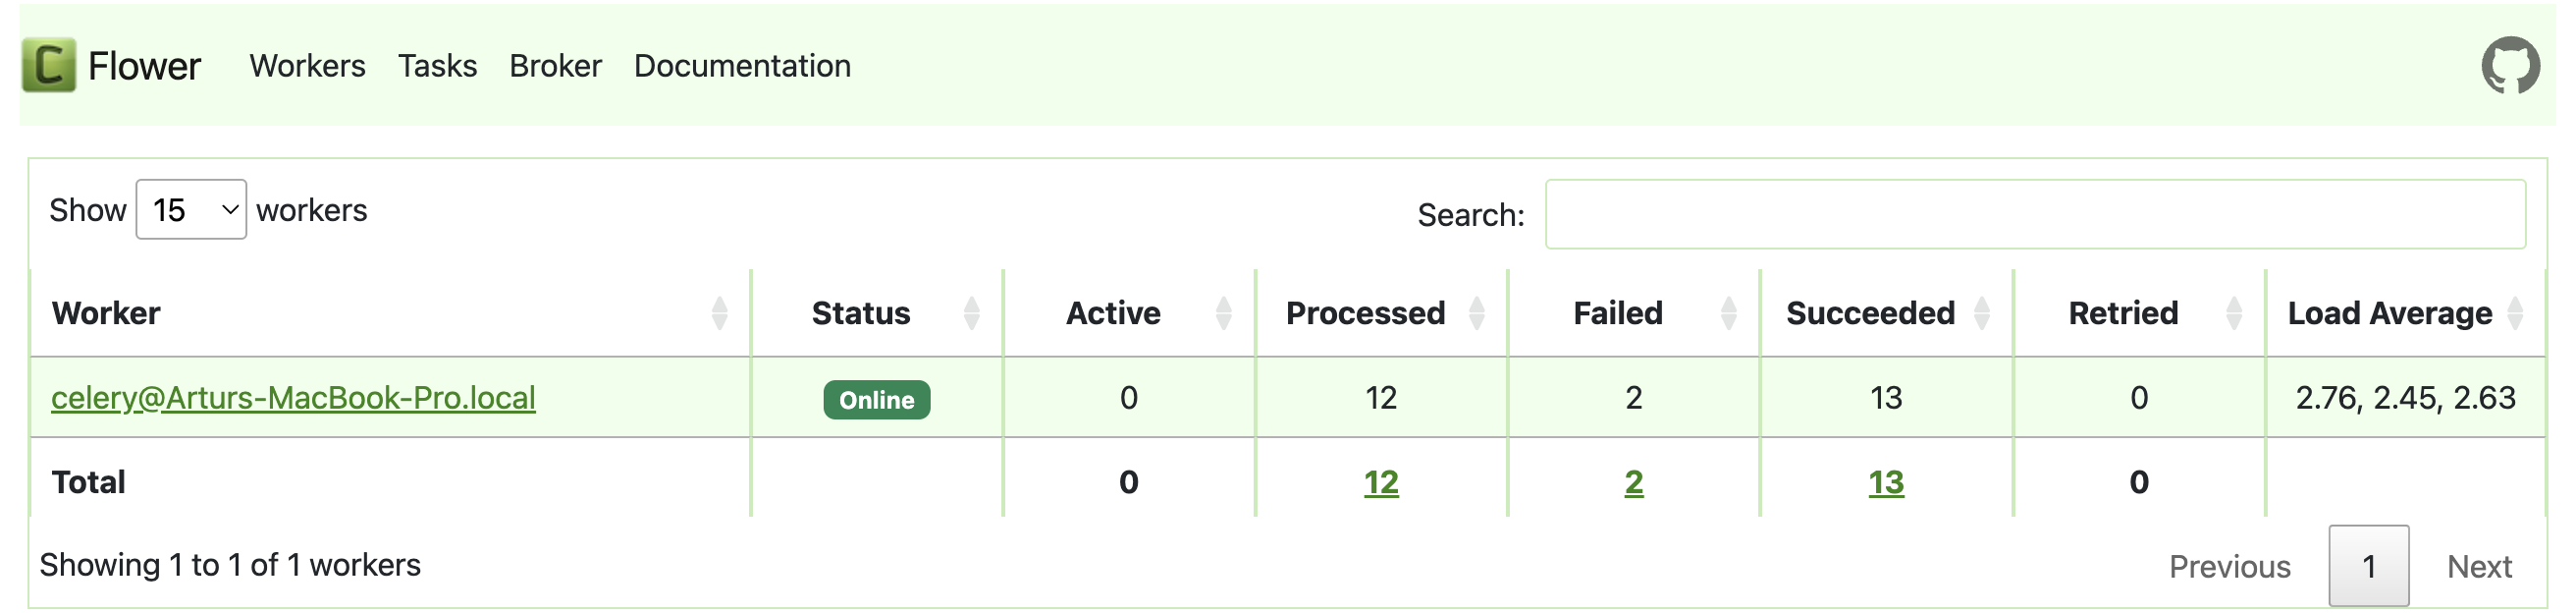 C Flower Workers Tasks Broker Documentation
Show 15 workers Search:
Worker Status Active Processed Failed Succeeded Retried Load Average
celery@Arturs-MacBook-Pro.local Online 0 12 2 13 0 2.76, 2.45, 2.63
Total 0 12 2 13 0
Showing 1 to 1 of 1 workers Previous 1 Next